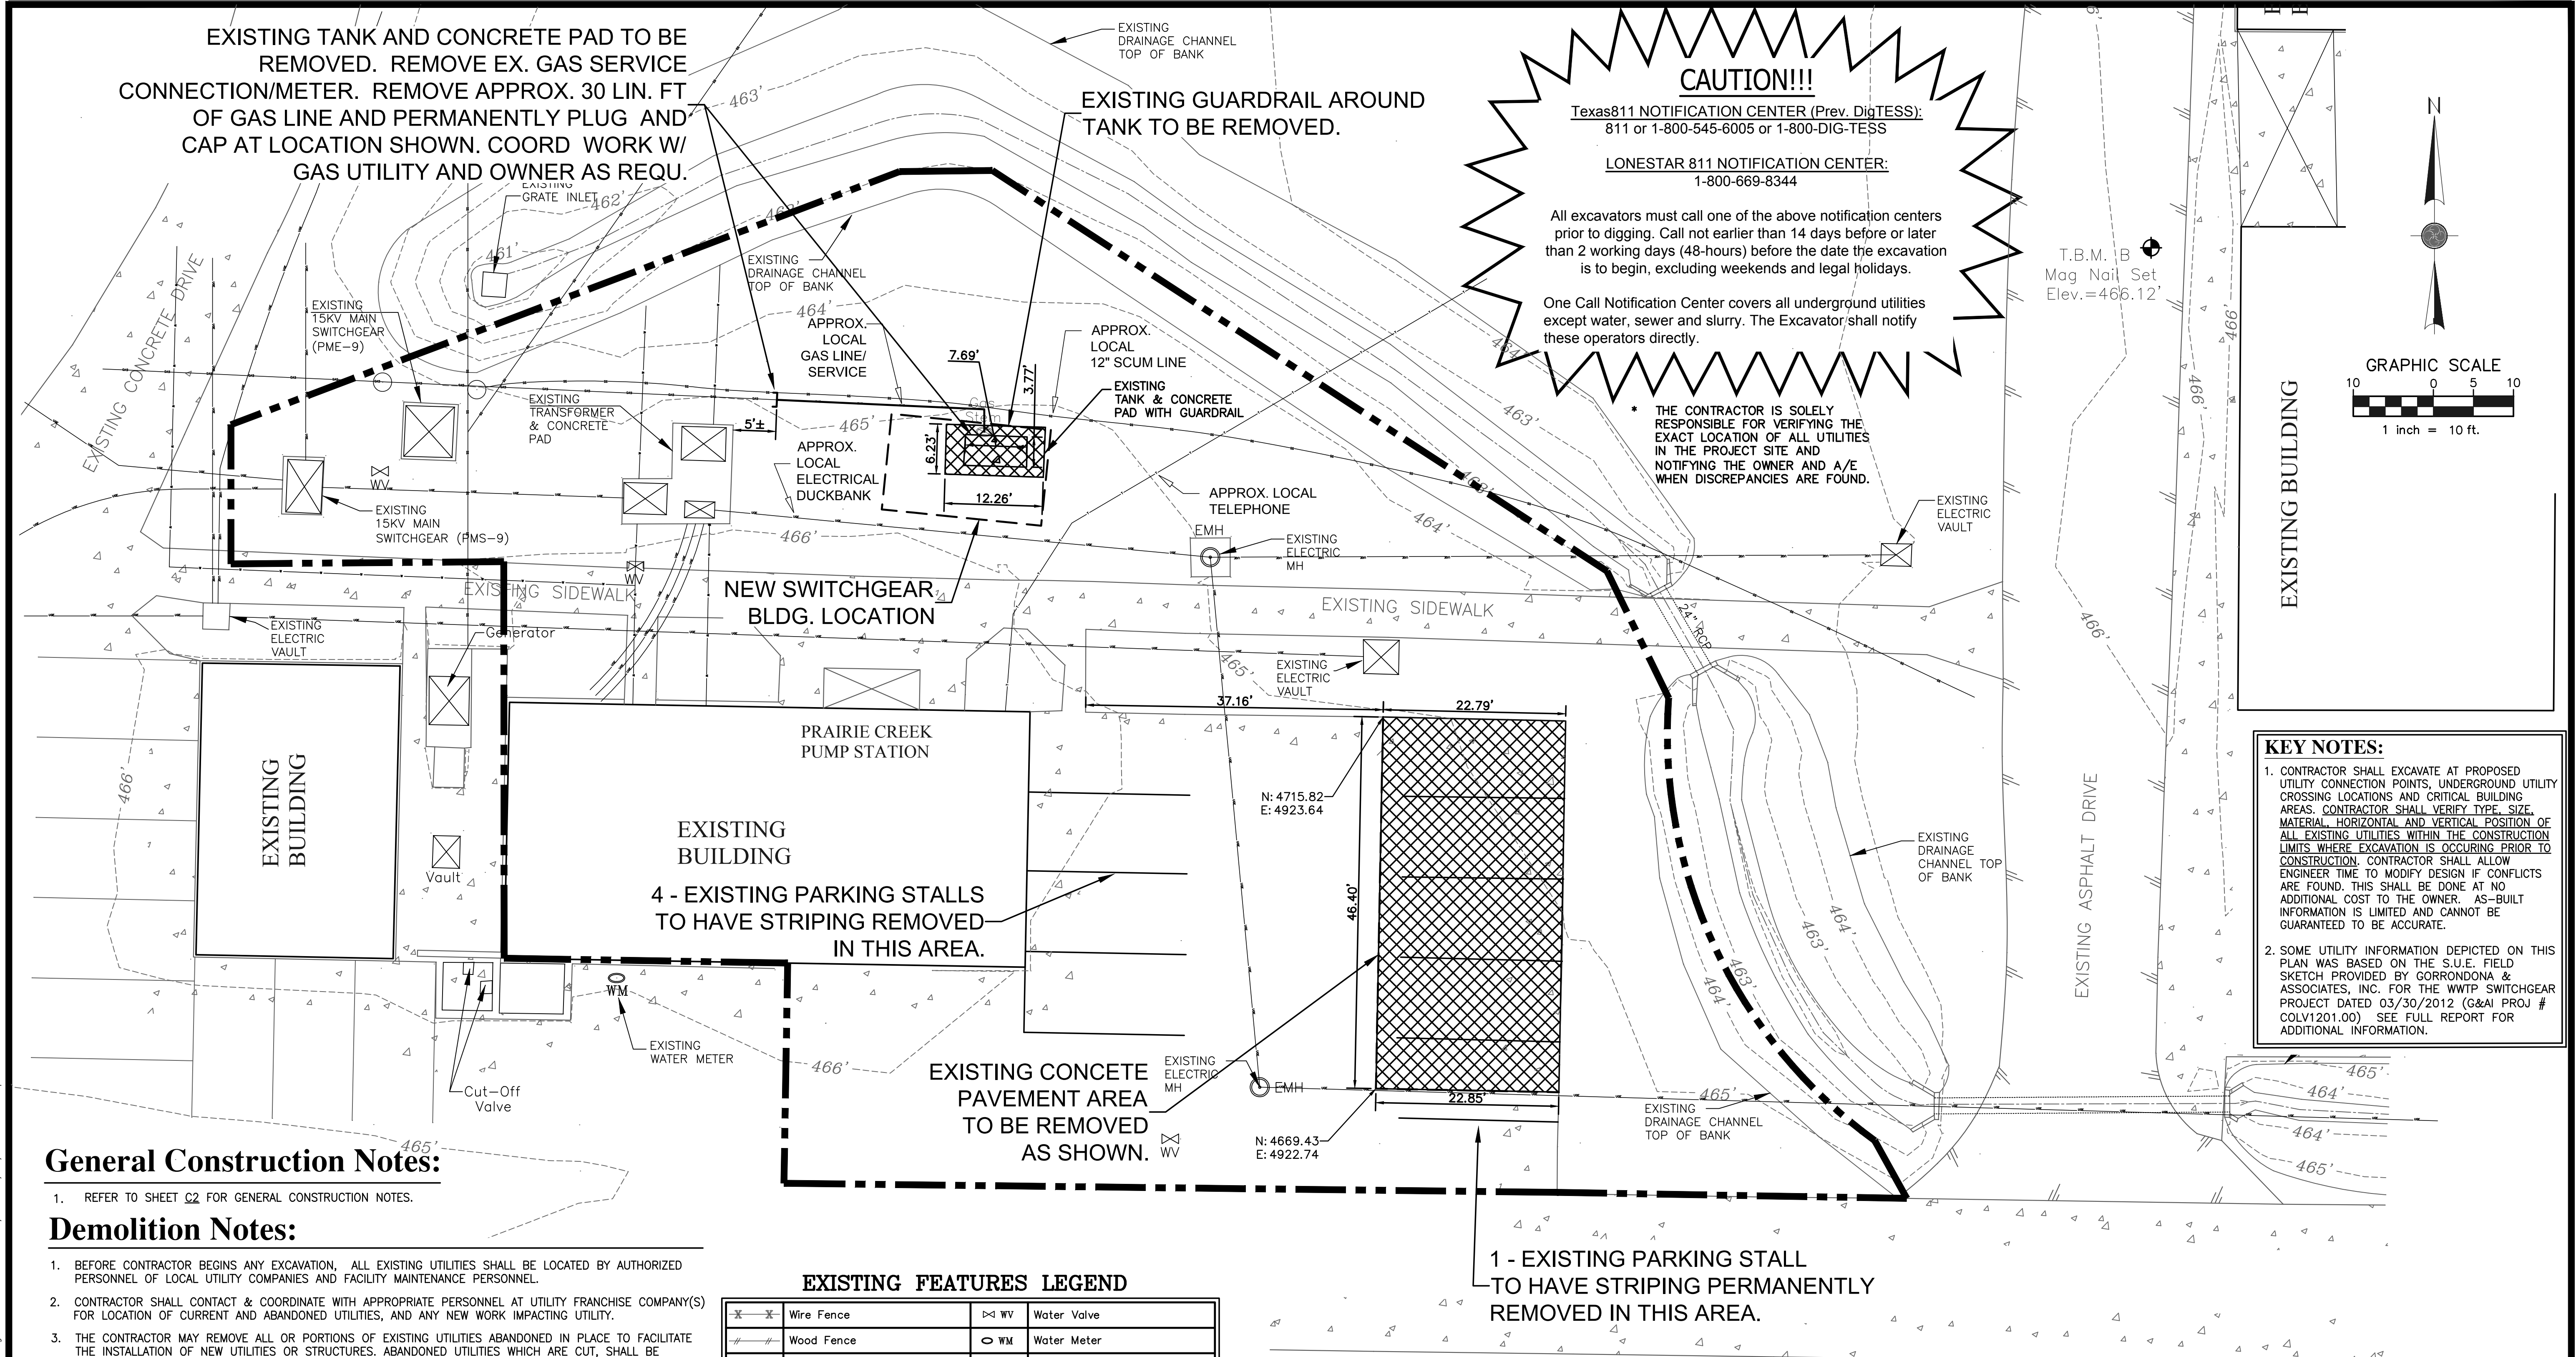 EXISTING TANK AND CONCRETE PAD TO BE
REMOVED. REMOVE EX. GAS SERVICE
CONNECTION/METER. REMOVE APPROX. 30 LIN. FT
OF GAS LINE AND PERMANENTLY PLUG AND
CAP AT LOCATION SHOWN. COORD WORK W/
GAS UTILITY AND OWNER AS REQU.
EXISTING
GRATE INLET
462'
461'
463'
463'
EXISTING
DRAINAGE CHANNEL
TOP OF BANK
EXISTING GUARDRAIL AROUND
TANK TO BE REMOVED.
CAUTION!!!
Texas811 NOTIFICATION CENTER (Prev. DigTESS):
811 or 1-800-545-6005 or 1-800-DIG-TESS
LONESTAR 811 NOTIFICATION CENTER:
1-800-669-8344
All excavators must call one of the above notification centers
prior to digging. Call not earlier than 14 days before or later
than 2 working days (48-hours) before the date the excavation
is to begin, excluding weekends and legal holidays.
One Call Notification Center covers all underground utilities
except water, sewer and slurry. The Excavator shall notify
these operators directly.
* THE CONTRACTOR IS SOLELY
RESPONSIBLE FOR VERIFYING THE
EXACT LOCATION OF ALL UTILITIES
IN THE PROJECT SITE AND
NOTIFYING THE OWNER AND A/E
WHEN DISCREPANCIES ARE FOUND.
T.B.M. B
Mag Nail Set
Elev.=466.12'
N
GRAPHIC SCALE
10 0 5 10
1 inch = 10 ft.
EXISTING BUILDING
466'
466'
466'
EXISTING CONCRETE DRIVE
EXISTING
15KV MAIN
SWITCHGEAR
(PME-9)
EXISTING
DRAINAGE CHANNEL
TOP OF BANK
464'
APPROX.
LOCAL
GAS LINE/
SERVICE
7.69'
3.77'
APPROX.
LOCAL
12" SCUM LINE
EXISTING
TANK & CONCRETE
PAD WITH GUARDRAIL
Gas
Stem
EXISTING
TRANSFORMER
& CONCRETE
PAD
5'±
465'
6.23'
12.26'
APPROX.
LOCAL
ELECTRICAL
DUCKBANK
APPROX. LOCAL
TELEPHONE
464'
463'
463'
464'
WV
EXISTING
15KV MAIN
SWITCHGEAR (PMS-9)
466'
EMH
EXISTING
ELECTRIC
MH
EXISTING
ELECTRIC
VAULT
WV
EXISTING SIDEWALK
NEW SWITCHGEAR
BLDG. LOCATION
EXISTING SIDEWALK
24" RCP
EXISTING
ELECTRIC
VAULT
Generator
465'
EXISTING
ELECTRIC
VAULT
37.16'
22.79'
PRAIRIE CREEK
PUMP STATION
EXISTING
BUILDING
466'
EXISTING
BUILDING
Vault
4 - EXISTING PARKING STALLS
TO HAVE STRIPING REMOVED
IN THIS AREA.
N: 4715.82
E: 4923.64
46.40'
EXISTING
DRAINAGE
CHANNEL TOP
OF BANK
464'
463'
463'
464'
EXISTING ASPHALT DRIVE
KEY NOTES:
1. CONTRACTOR SHALL EXCAVATE AT PROPOSED
UTILITY CONNECTION POINTS, UNDERGROUND UTILITY
CROSSING LOCATIONS AND CRITICAL BUILDING
AREAS. CONTRACTOR SHALL VERIFY TYPE, SIZE,
MATERIAL, HORIZONTAL AND VERTICAL POSITION OF
ALL EXISTING UTILITIES WITHIN THE CONSTRUCTION
LIMITS WHERE EXCAVATION IS OCCURING PRIOR TO
CONSTRUCTION. CONTRACTOR SHALL ALLOW
ENGINEER TIME TO MODIFY DESIGN IF CONFLICTS
ARE FOUND. THIS SHALL BE DONE AT NO
ADDITIONAL COST TO THE OWNER. AS-BUILT
INFORMATION IS LIMITED AND CANNOT BE
GUARANTEED TO BE ACCURATE.
2. SOME UTILITY INFORMATION DEPICTED ON THIS
PLAN WAS BASED ON THE S.U.E. FIELD
SKETCH PROVIDED BY GORRONDONA &
ASSOCIATES, INC. FOR THE WWTP SWITCHGEAR
PROJECT DATED 03/30/2012 (G&AI PROJ #
COLV1201.00) SEE FULL REPORT FOR
ADDITIONAL INFORMATION.
WM
EXISTING
WATER METER
Cut-Off
Valve
466'
EXISTING CONCETE
PAVEMENT AREA
TO BE REMOVED
AS SHOWN.
WV
EXISTING
ELECTRIC
MH
EMH
22.85'
N: 4669.43
E: 4922.74
465'
EXISTING
DRAINAGE CHANNEL
TOP OF BANK
465'
464'
464'
465'
465'
General Construction Notes:
1. REFER TO SHEET C2 FOR GENERAL CONSTRUCTION NOTES.
Demolition Notes:
1. BEFORE CONTRACTOR BEGINS ANY EXCAVATION, ALL EXISTING UTILITIES SHALL BE LOCATED BY AUTHORIZED
PERSONNEL OF LOCAL UTILITY COMPANIES AND FACILITY MAINTENANCE PERSONNEL.
2. CONTRACTOR SHALL CONTACT & COORDINATE WITH APPROPRIATE PERSONNEL AT UTILITY FRANCHISE COMPANY(S)
FOR LOCATION OF CURRENT AND ABANDONED UTILITIES, AND ANY NEW WORK IMPACTING UTILITY.
3. THE CONTRACTOR MAY REMOVE ALL OR PORTIONS OF EXISTING UTILITIES ABANDONED IN PLACE TO FACILITATE
THE INSTALLATION OF NEW UTILITIES OR STRUCTURES. ABANDONED UTILITIES WHICH ARE CUT, SHALL BE
EXISTING FEATURES LEGEND
X X Wire Fence WV Water Valve
Wood Fence WM Water Meter
1 - EXISTING PARKING STALL
TO HAVE STRIPING PERMANENTLY
REMOVED IN THIS AREA.